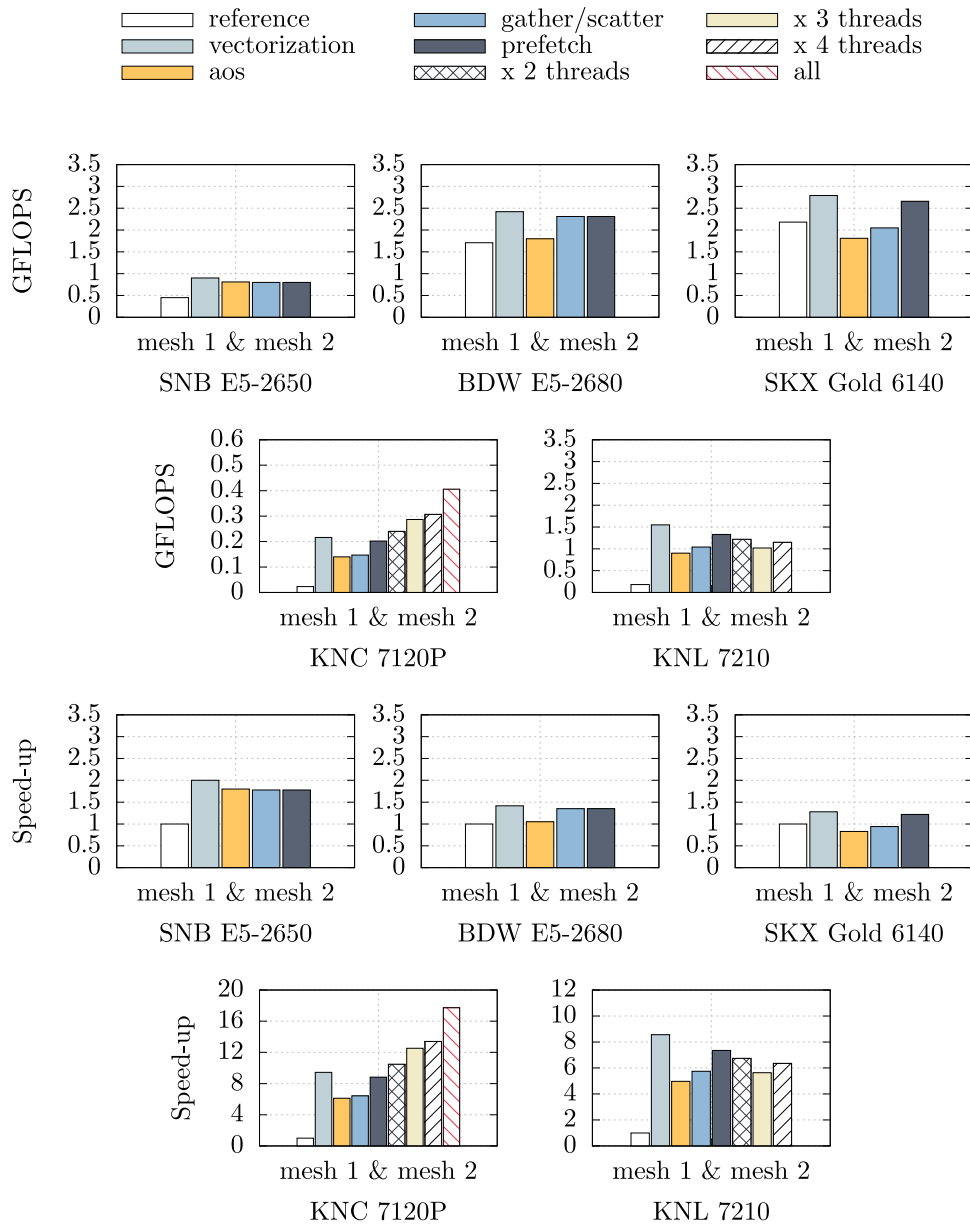 reference gather/scatter x 3 threads
vectorization prefetch x 4 threads
aos x 2 threads all
GFLOPS
3.5
3
2.5
2
1.5
1
0.5
0
mesh 1 & mesh 2
SNB E5-2650
3.5
3
2.5
2
1.5
1
0.5
0
mesh 1 & mesh 2
BDW E5-2680
3.5
3
2.5
2
1.5
1
0.5
0
mesh 1 & mesh 2
SKX Gold 6140
GFLOPS
0.6
0.5
0.4
0.3
0.2
0.1
0
mesh 1 & mesh 2
KNC 7120P
3.5
3
2.5
2
1.5
1
0.5
0
mesh 1 & mesh 2
KNL 7210
Speed-up
3.5
3
2.5
2
1.5
1
0.5
0
mesh 1 & mesh 2
SNB E5-2650
3.5
3
2.5
2
1.5
1
0.5
0
mesh 1 & mesh 2
BDW E5-2680
3.5
3
2.5
2
1.5
1
0.5
0
mesh 1 & mesh 2
SKX Gold 6140
Speed-up
20
16
12
8
4
0
mesh 1 & mesh 2
KNC 7120P
12
10
8
6
4
2
0
mesh 1 & mesh 2
KNL 7210